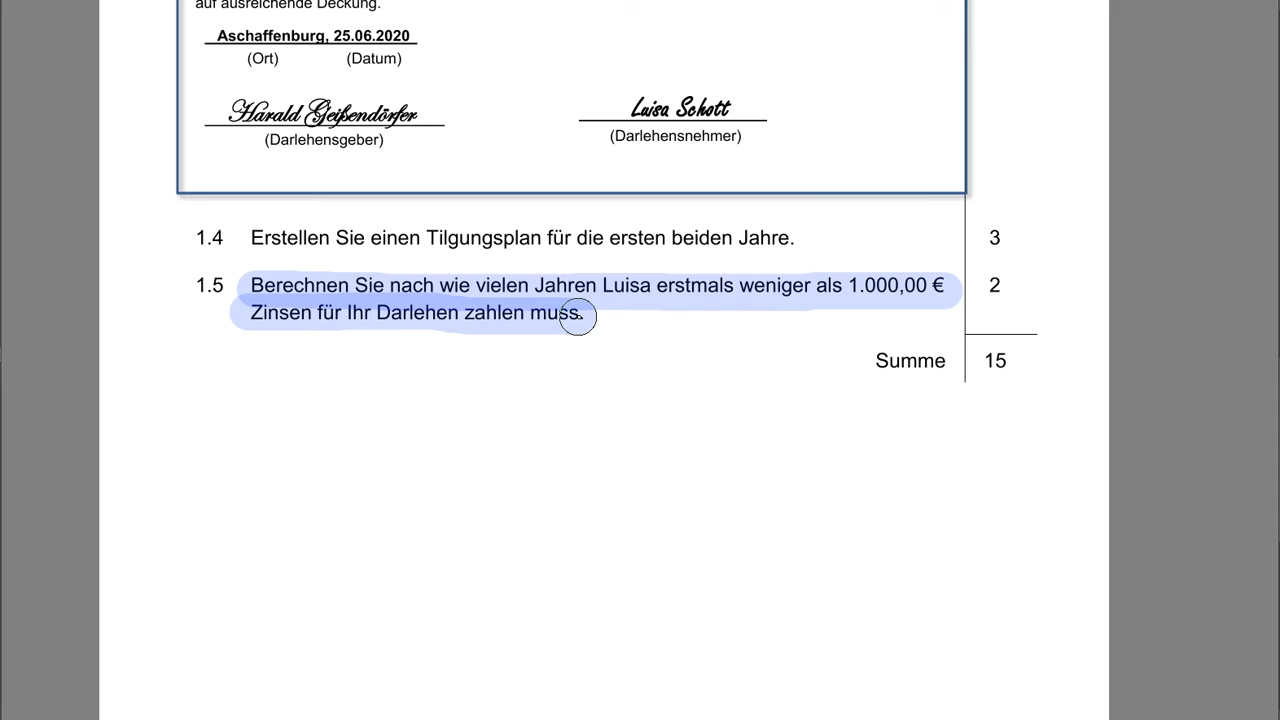 auf ausreichende Deckung.
Aschaffenburg, 25.06.2020
(Ort) (Datum)
Harald Geißendörfer
Luisa Schott
(Darlehensgeber)
(Darlehensnehmer)
1.4 Erstellen Sie einen Tilgungsplan für die ersten beiden Jahre. 3
1.5 Berechnen Sie nach wie vielen Jahren Luisa erstmals weniger als 1.000,00 € 2
Zinsen für Ihr Darlehen zahlen muss.
Summe 15